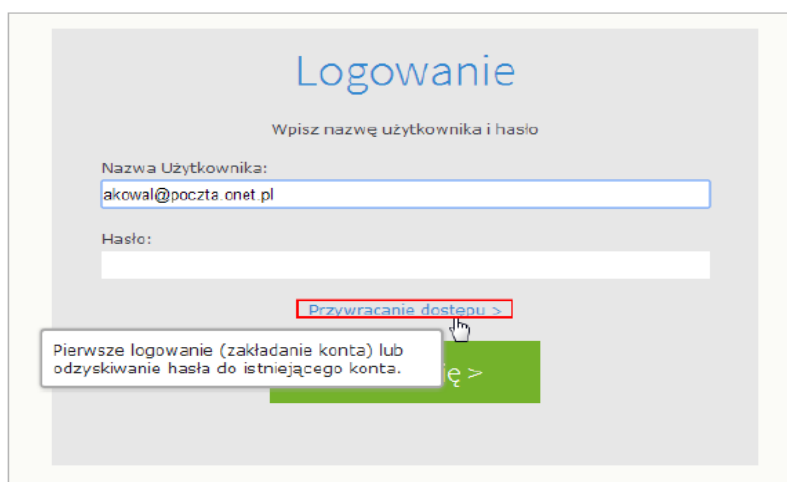 Logowanie
Wpisz nazwę użytkownika i hasło
Nazwa Użytkownika:
akowal@poczta.onet.pl
Hasło:
Przywracanie dostępu >
Pierwsze logowanie (zakładanie konta) lub
odzyskiwanie hasła do istniejącego konta.
ę >